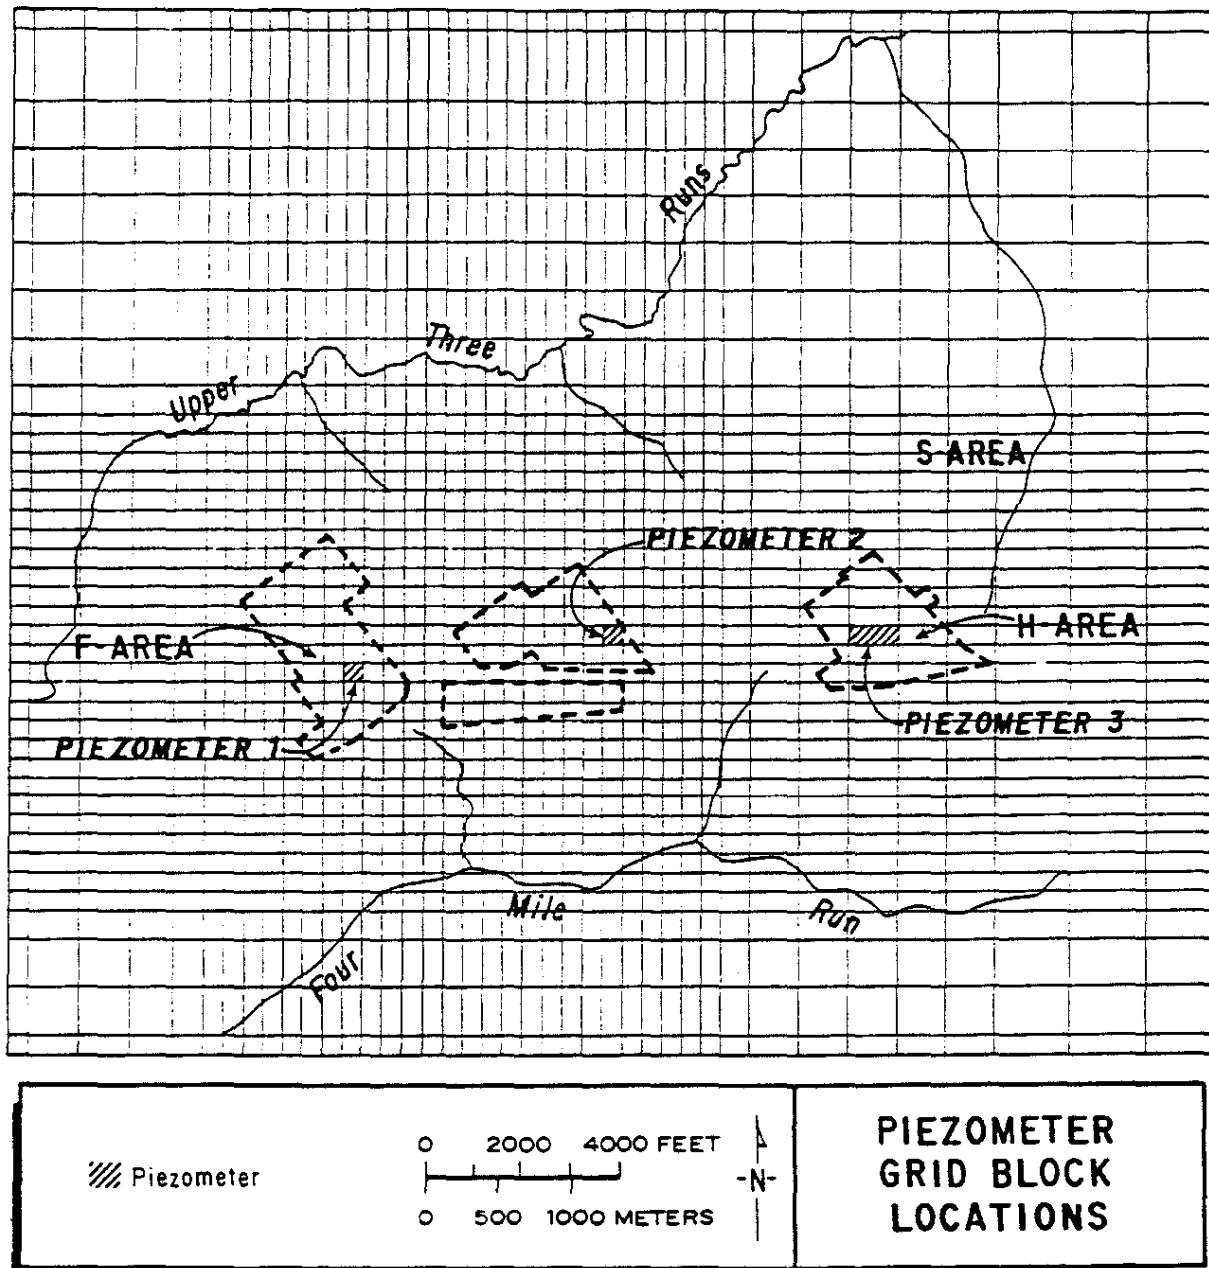 Runs
Three
Upper
S-AREA
PIEZOMETER 2
F-AREA
H-AREA
PIEZOMETER 1
PIEZOMETER 3
Mile
Run
Four
Piezometer
0 2000 4000 FEET
0 500 1000 METERS
-N-
PIEZOMETER
GRID BLOCK
LOCATIONS